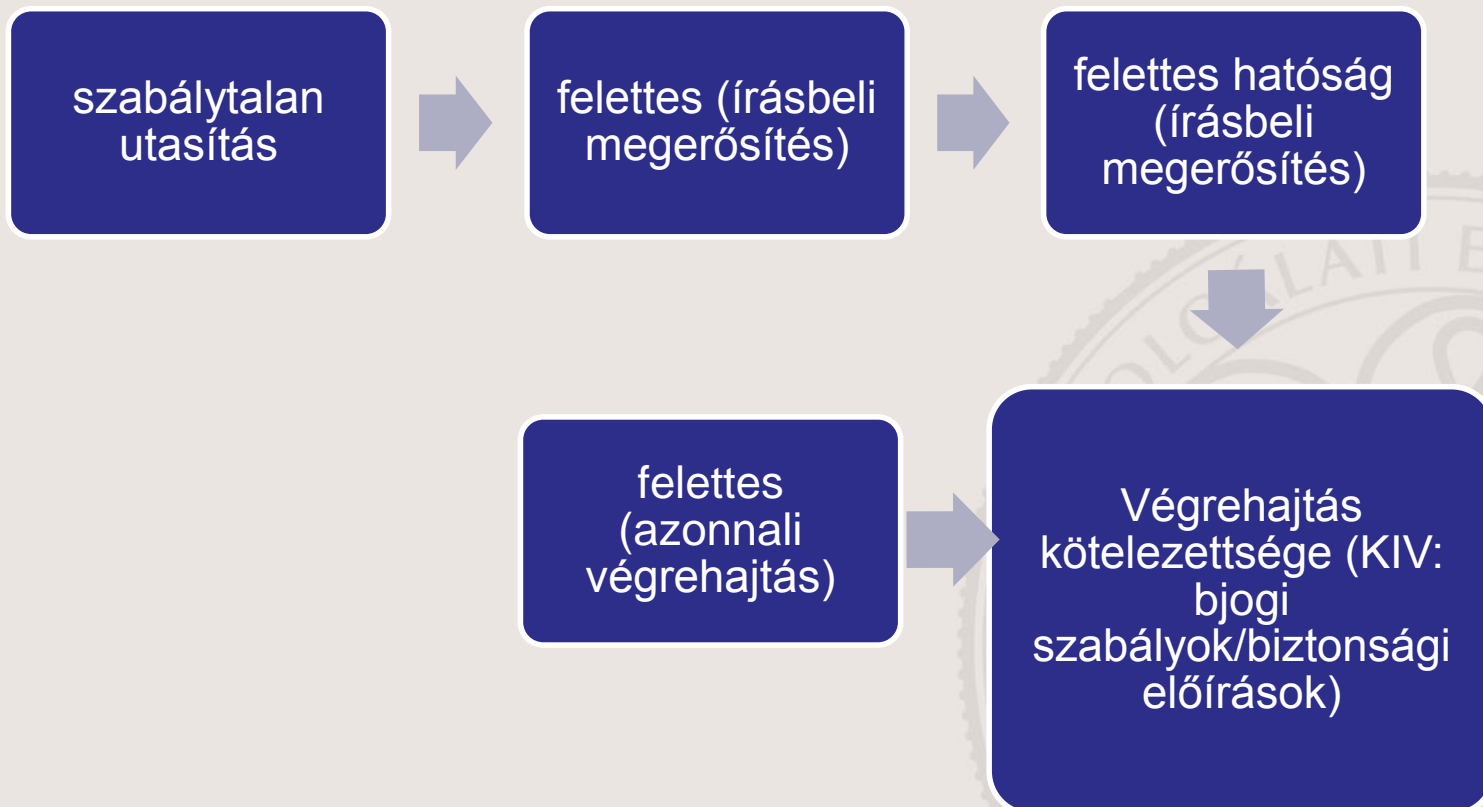 szabálytalan
utasítás
felettes (írásbeli
megerősítés)
felettes hatóság
(írásbeli
megerősítés)
felettes
(azonnali
végrehajtás)
Végrehajtás
kötelezettsége (KIV:
bjogi
szabályok/biztonsági
előírások)